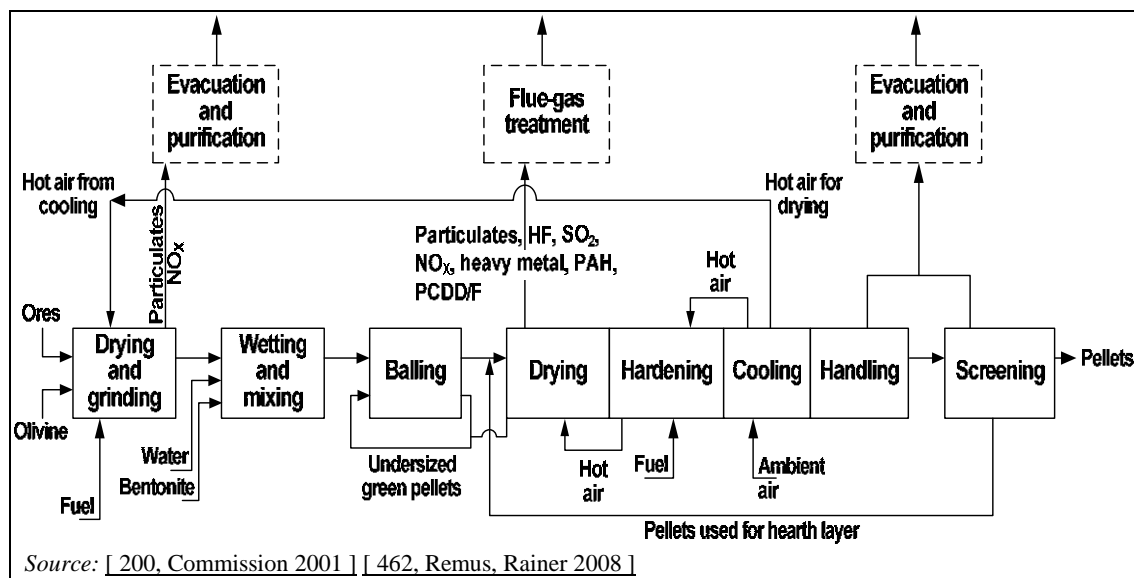 Evacuation
and
purification
Flue-gas
treatment
Evacuation
and
purification
Hot air from
cooling
Hot air for
drying
Particulates
NOX
Particulates, HF, SO2,
NOX, heavy metal, PAH,
PCDD/F
Hot
air
Ores
Olivine
Fuel
Drying
and
grinding
Wetting
and
mixing
Water
Bentonite
Balling
Undersized
green pellets
Drying
Hardening
Cooling
Handling
Screening
Pellets
Hot
air
Fuel
Ambient
air
Pellets used for hearth layer
Source: [ 200, Commission 2001 ] [ 462, Remus, Rainer 2008 ]